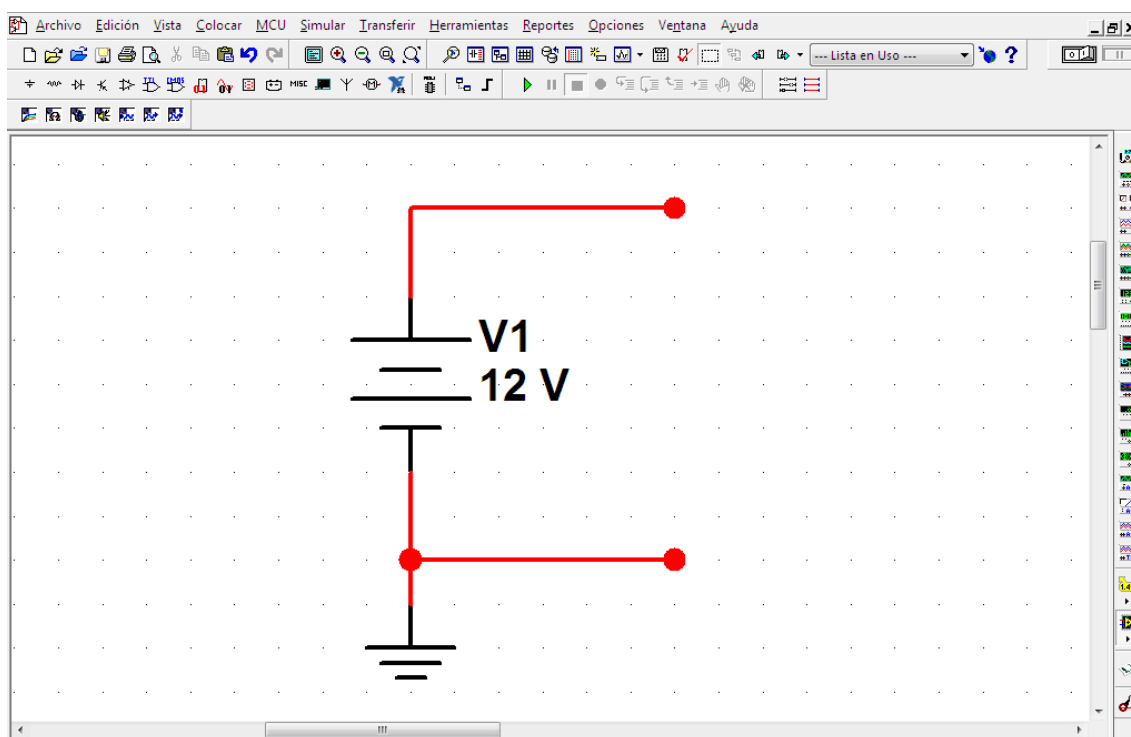 Archivo Edición Vista Colocar MCU Simular Transferir Herramientas Reportes Opciones Ventana Ayuda
--- Lista en Uso ---
MISC
V1
12 V